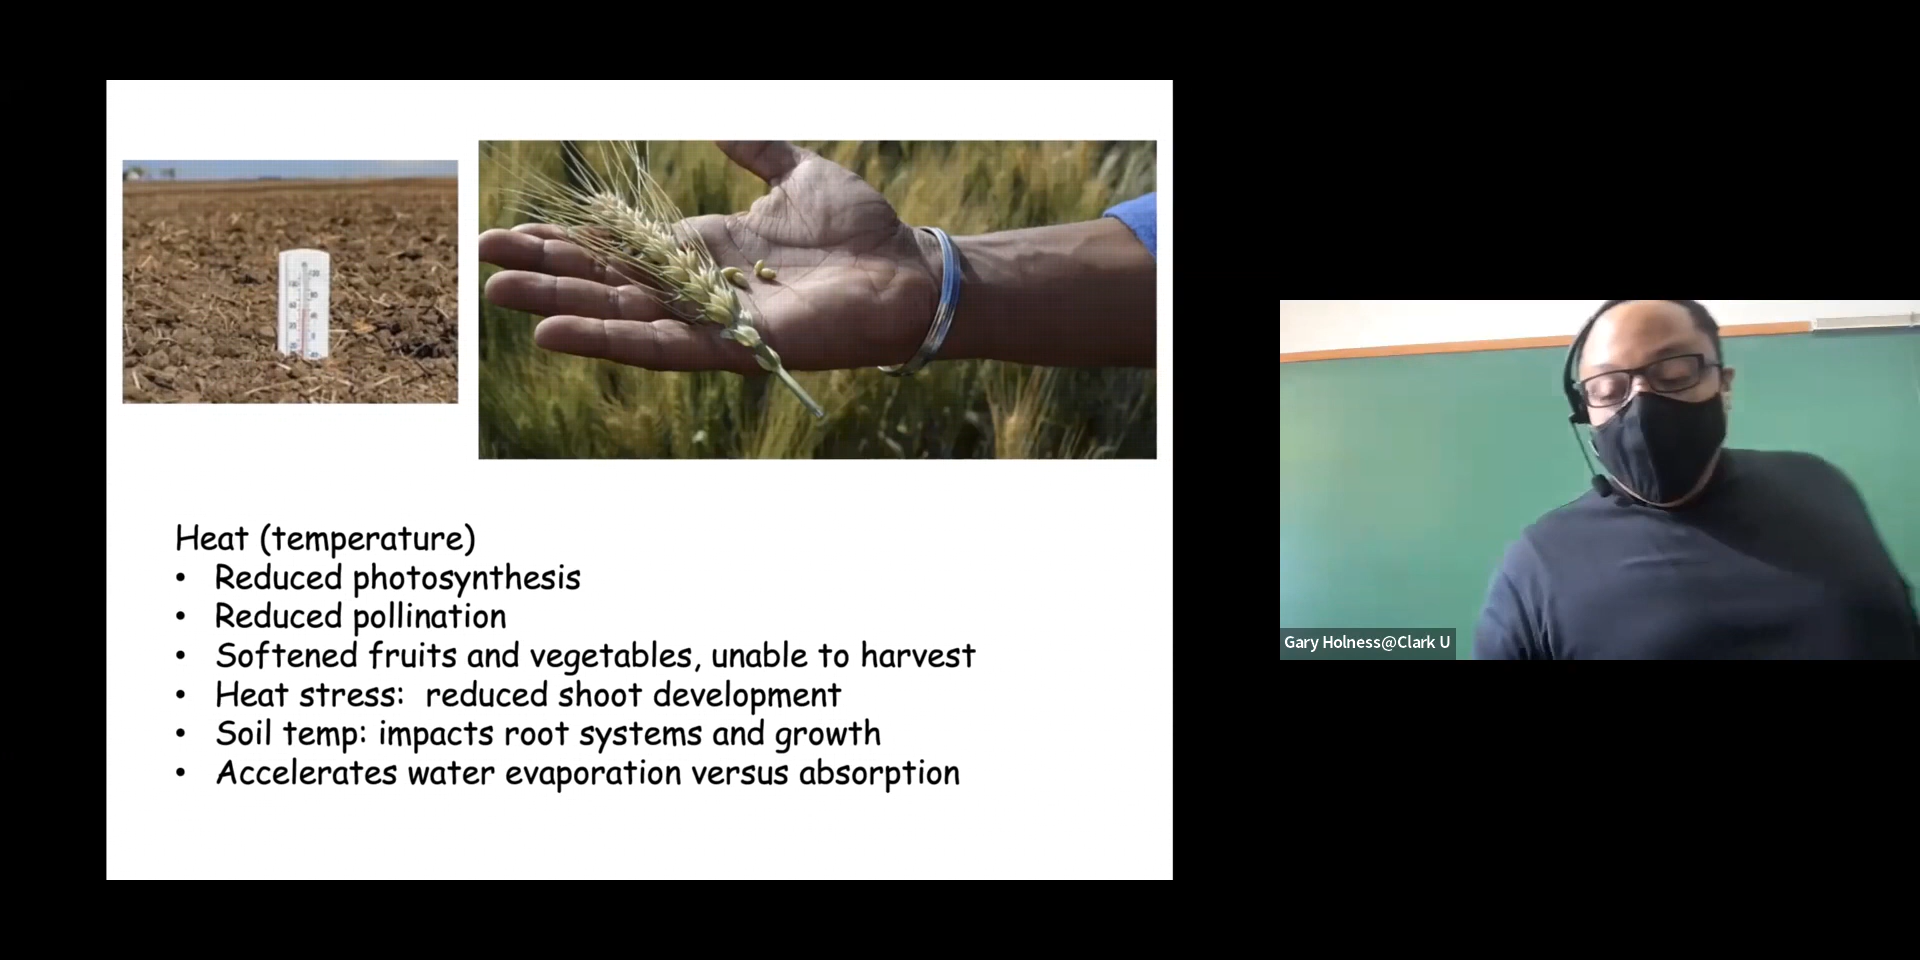 Heat (temperature)
• Reduced photosynthesis
• Reduced pollination
• Softened fruits and vegetables, unable to harvest
• Heat stress:  reduced shoot development
• Soil temp: impacts root systems and growth
• Accelerates water evaporation versus absorption
Gary Holness@Clark U